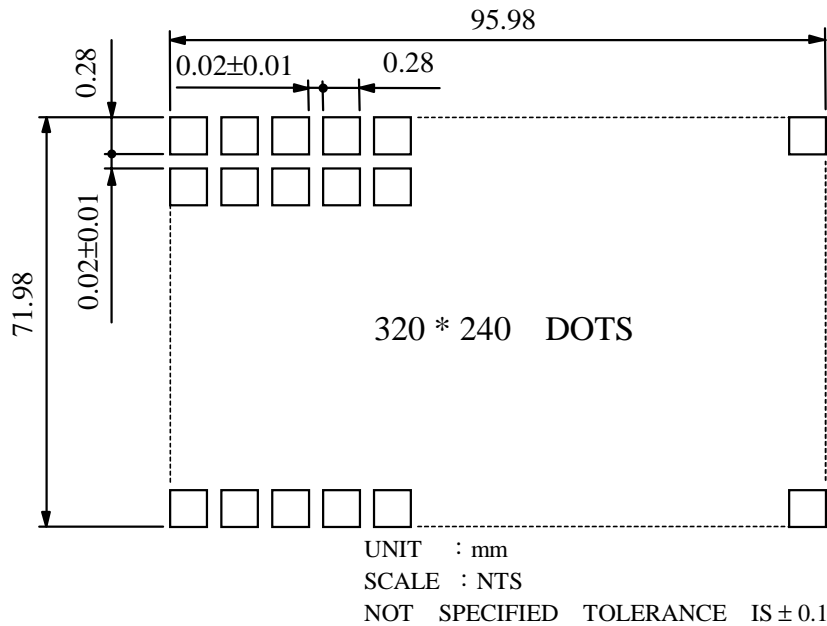 95.98
0.02±0.01 0.28
0.28
0.02±0.01
71.98
320 * 240 DOTS
UNIT : mm
SCALE : NTS
NOT SPECIFIED TOLERANCE IS ± 0.1